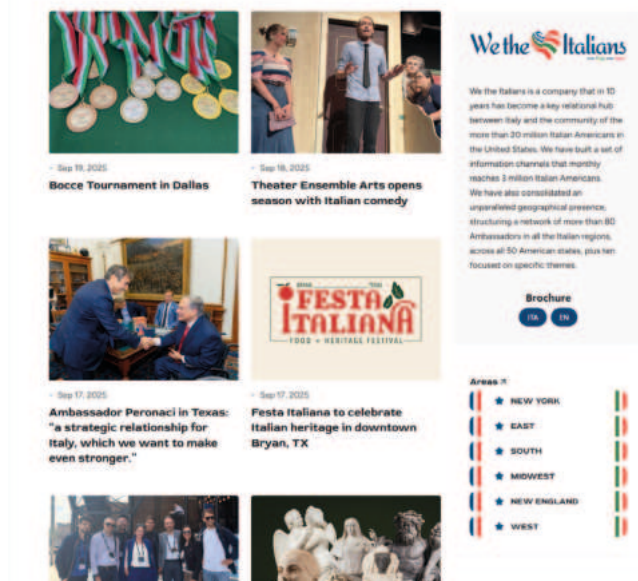 - Sep 19, 2025
Bocce Tournament in Dallas
- Sep 18, 2025
Theater Ensemble Arts opens
season with Italian comedy
FESTA
ITALIANA
FOOD + HERITAGE FESTIVAL
- Sep 17, 2025
Ambassador Peronaci in Texas:
"a strategic relationship for
Italy, which we want to make
even stronger."
- Sep 17, 2025
Festa Italiana to celebrate
Italian heritage in downtown
Bryan, TX
We the Italians
We the Italians is a company that in 10
years has become a key relational hub
between Italy and the community of the
more than 20 million Italian Americans in
the United States. We have built a set of
information channels that monthly
reaches 3 million Italian Americans.
We have also consolidated an
unparalleled geographical presence,
structuring a network of more than 80
Ambassadors in all the Italian regions,
across all 50 American states, plus ten
focused on specific themes.
Brochure
ITA EN
Areas
NEW YORK
EAST
SOUTH
MIDWEST
NEW ENGLAND
WEST